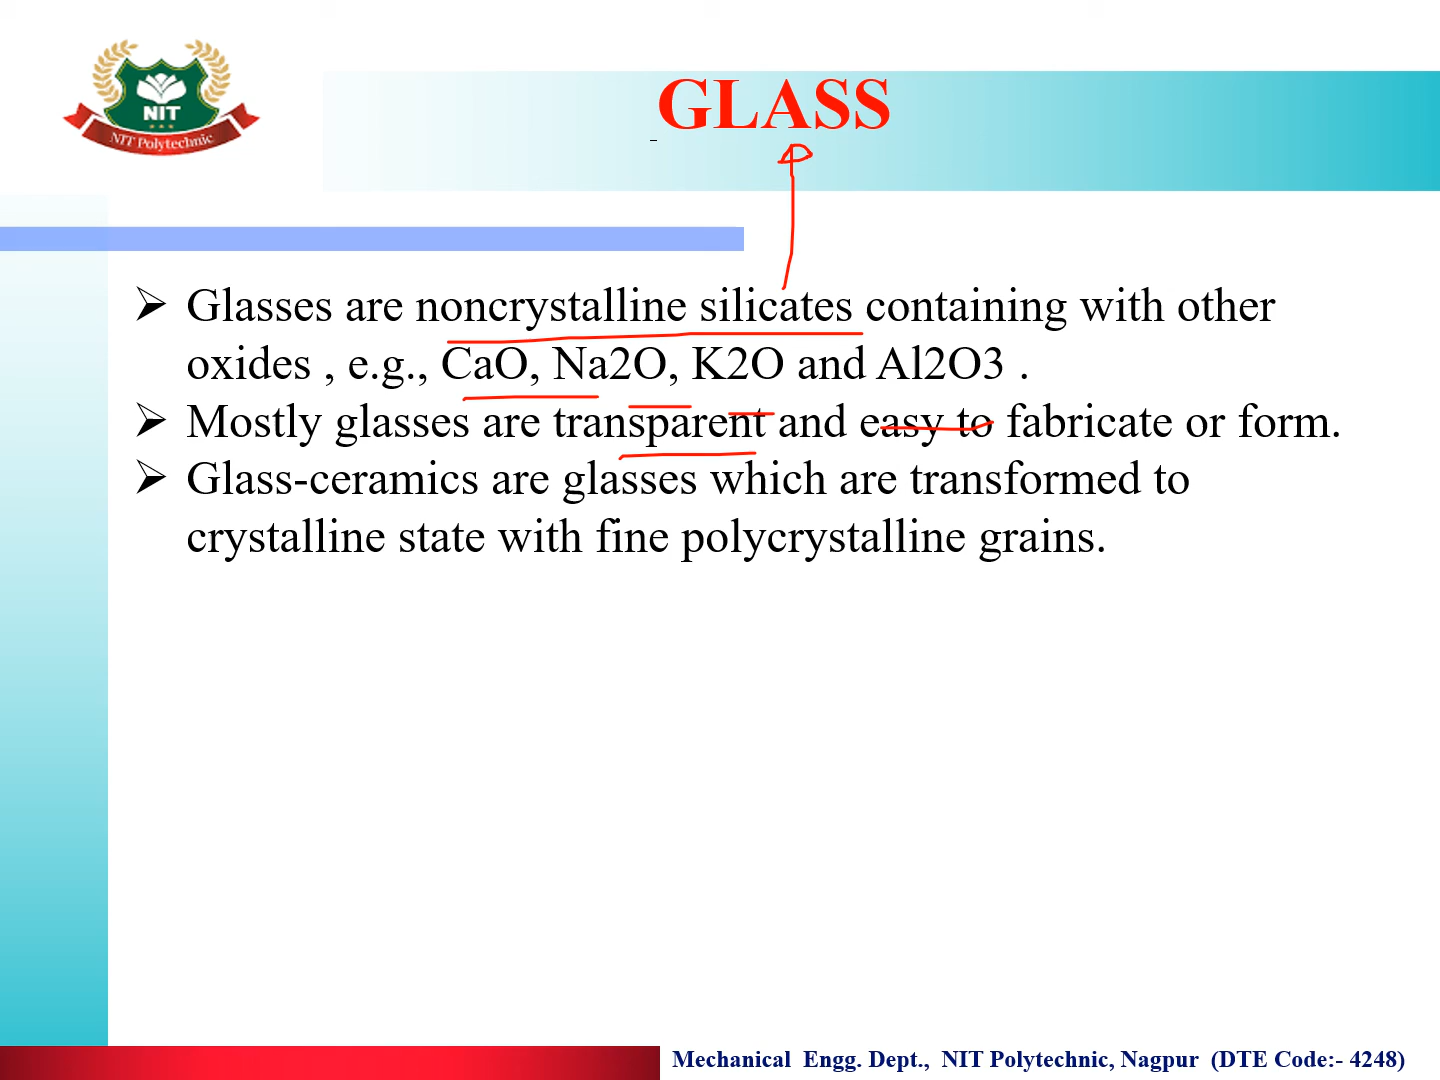 NIT
NIT Polytechnic
GLASS
➢ Glasses are noncrystalline silicates containing with other
oxides , e.g., CaO, Na2O, K2O and Al2O3 .
➢ Mostly glasses are transparent and easy to fabricate or form.
➢ Glass-ceramics are glasses which are transformed to
crystalline state with fine polycrystalline grains.
Mechanical Engg. Dept., NIT Polytechnic, Nagpur (DTE Code:- 4248)